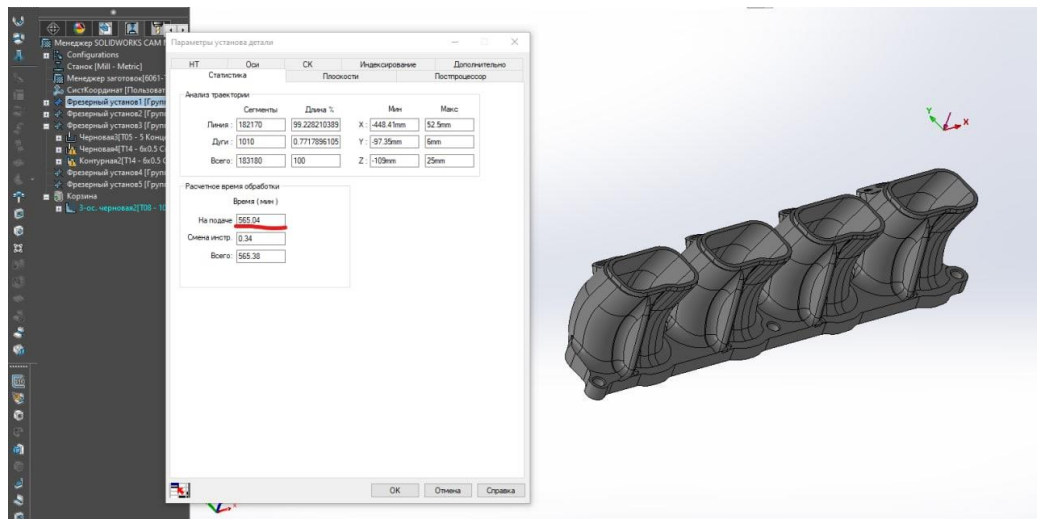 Менеджер SOLIDWORKS CAM
Configurations
Станок [Mill - Metric]
Менеджер заготовок[6061-
СистКоординат [Пользоват
Фрезерный установ1 [Груп
Фрезерный установ2 [Груп
Фрезерный установ3 [Груп
Черновая3[T05 - 5 Конц
Черновая4[T14 - 6x0.5 С
Контурная2[T14 - 6x0.5
Фрезерный установ4 [Груп
Фрезерный установ5 [Груп
Корзина
3-ос. черновая2[T08 - 10
Параметры установа детали
НТ Оси СК Индексирование Дополнительно
Статистика Плоскости Постпроцессор
Анализ траектории
Сегменты Длина % Мин Макс
Линия : 182170 99.228210389 X : -448.41mm 52.5mm
Дуги : 1010 0.7717896105 Y : -97.35mm 6mm
Всего: 183180 100 Z : -109mm 25mm
Расчетное время обработки
Время ( мин )
На подаче 565.04
Смена инстр. 0.34
Всего: 565.38
OK Отмена Справка
Y
X